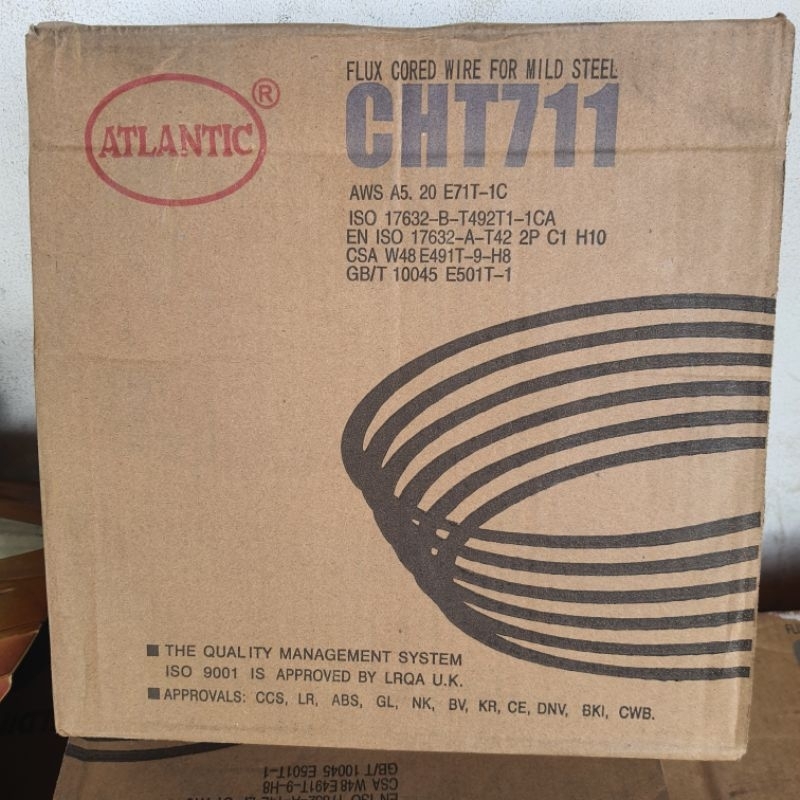 ATLANTIC®
FLUX CORED WIRE FOR MILD STEEL
CHT711
AWS A5. 20 E71T-1C
ISO 17632-B-T492T1-1CA
EN ISO 17632-A-T42 2P C1 H10
CSA W48 E491T-9-H8
GB/T 10045 E501T-1
■ THE QUALITY MANAGEMENT SYSTEM
ISO 9001 IS APPROVED BY LRQA U.K.
■ APPROVALS: CCS, LR, ABS, GL, NK, BV, KR, CE, DNV, BKI, CWB.
GB/T 10045 E501T-1
CSA W48 E491T-9-H8